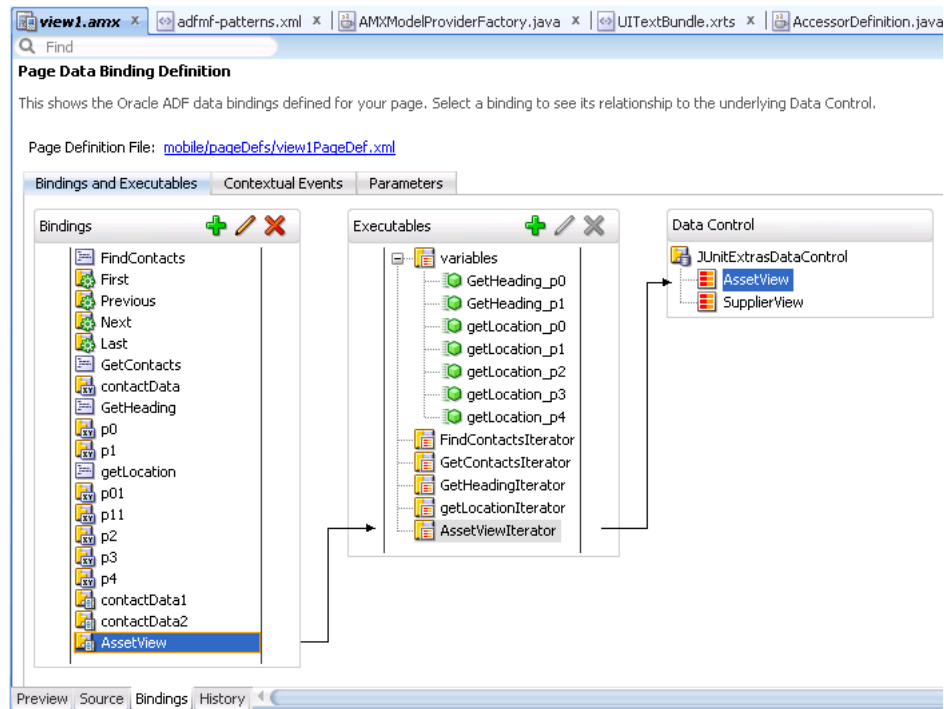 view1.amx x adfmf-patterns.xml x AMXModelProviderFactory.java x UITextBundle.xrts x AccessorDefinition.java
Find
Page Data Binding Definition
This shows the Oracle ADF data bindings defined for your page. Select a binding to see its relationship to the underlying Data Control.
Page Definition File: mobile/pageDefs/view1PageDef.xml
Bindings and Executables Contextual Events Parameters
Bindings
FindContacts
First
Previous
Next
Last
GetContacts
contactData
GetHeading
p0
p1
getLocation
p01
p11
p2
p3
p4
contactData1
contactData2
AssetView
Executables
variables
GetHeading_p0
GetHeading_p1
getLocation_p0
getLocation_p1
getLocation_p2
getLocation_p3
getLocation_p4
FindContactsIterator
GetContactsIterator
GetHeadingIterator
getLocationIterator
AssetViewIterator
Data Control
JUnitExtrasDataControl
AssetView
SupplierView
Preview Source Bindings History